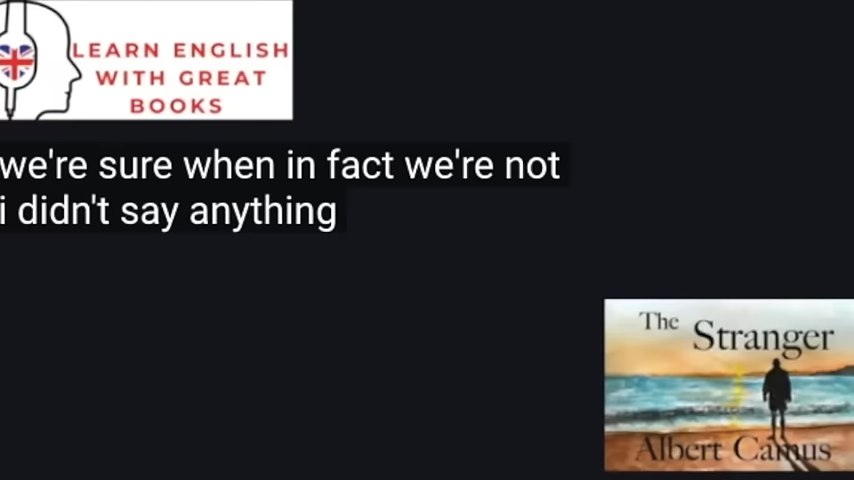 LEARN ENGLISH
WITH GREAT
BOOKS
we're sure when in fact we're not
i didn't say anything
The Stranger
Albert Camus